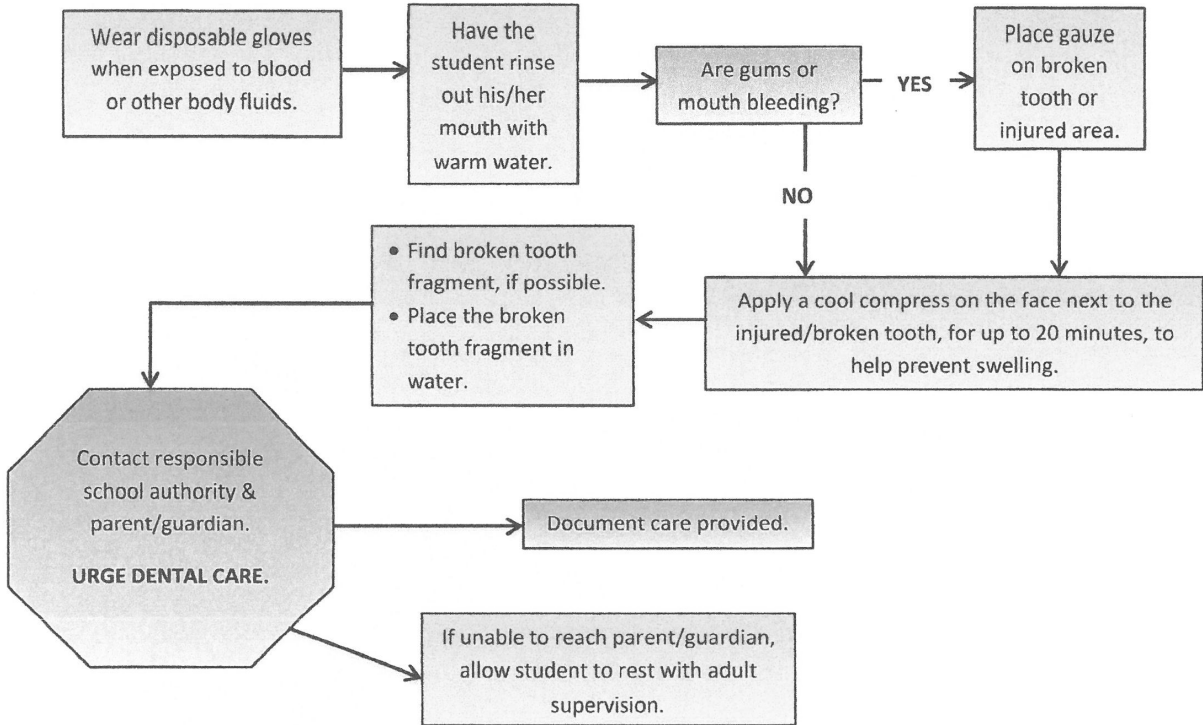 Wear disposable gloves
when exposed to blood
or other body fluids.
Have the
student rinse
out his/her
mouth with
warm water.
Are gums or
mouth bleeding?
YES
Place gauze
on broken
tooth or
injured area.
NO
Apply a cool compress on the face next to the
injured/broken tooth, for up to 20 minutes, to
help prevent swelling.
• Find broken tooth
fragment, if possible.
• Place the broken
tooth fragment in
water.
Contact responsible
school authority &
parent/guardian.
URGE DENTAL CARE.
Document care provided.
If unable to reach parent/guardian,
allow student to rest with adult
supervision.